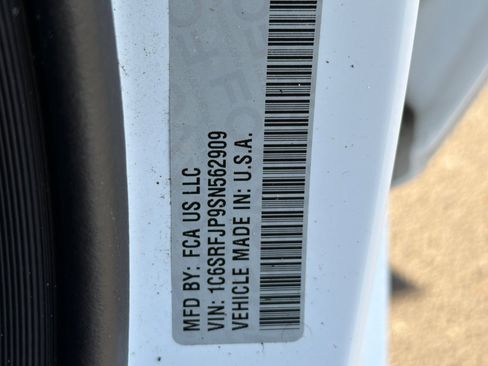 MFD BY: FCA US LLC
VIN: 1C6SRFJP9SN562909
VEHICLE MADE IN: U.S.A.